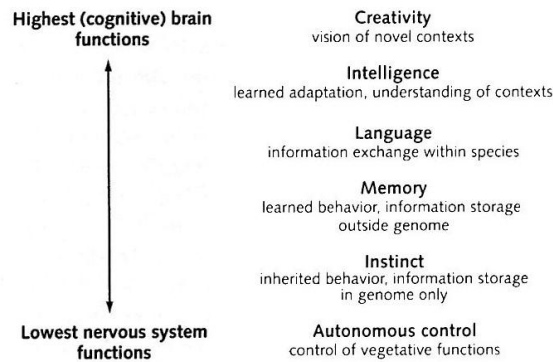 Highest (cognitive) brain
functions
Creativity
vision of novel contexts
Intelligence
learned adaptation, understanding of contexts
Language
information exchange within species
Memory
learned behavior, information storage
outside genome
Instinct
inherited behavior, information storage
in genome only
Lowest nervous system
functions
Autonomous control
control of vegetative functions